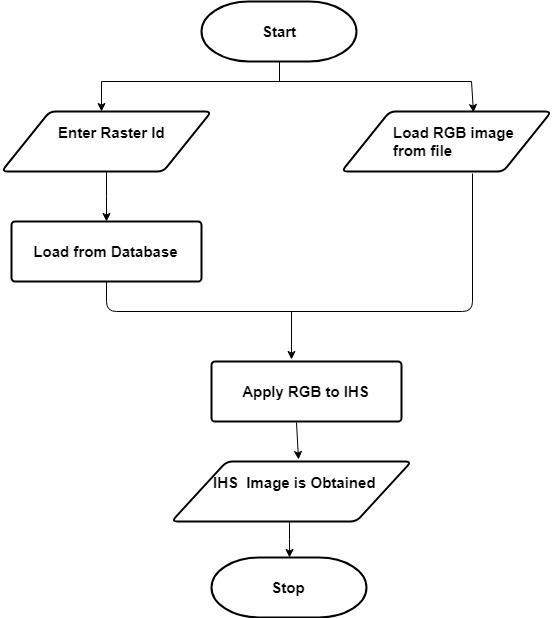 Start
Enter Raster Id
Load RGB image
from file
Load from Database
Apply RGB to IHS
IHS Image is Obtained
Stop